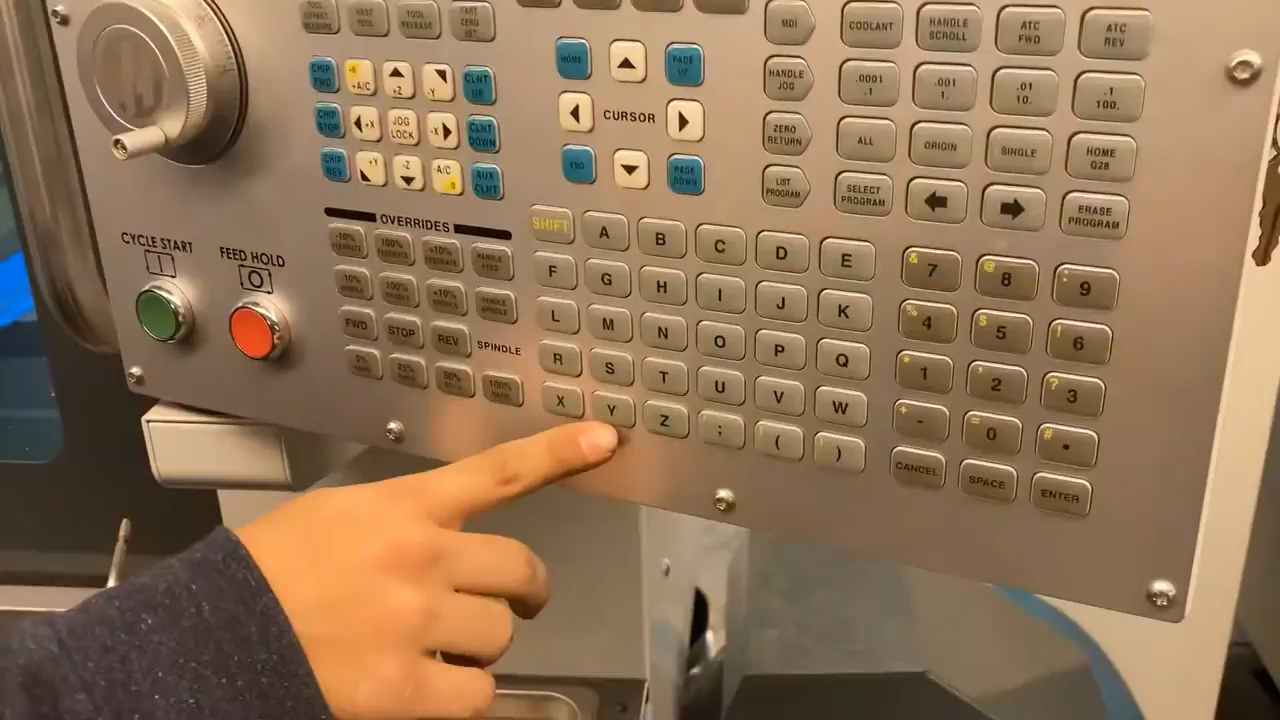 TOOL OFFSET MEASURE
NEXT TOOL
TOOL RELEASE
PART ZERO SET
MDI
COOLANT
HANDLE SCROLL
ATC FWD
ATC REV
CHIP FWD
+B +A/C
+Z
-Y
CLNT UP
HOME
PAGE UP
HANDLE JOG
.0001 .1
.001 1.
.01 10.
.1 100.
CHIP STOP
+X
JOG LOCK
-X
CLNT DOWN
CURSOR
ZERO RETURN
ALL
ORIGIN
SINGLE
HOME G28
CHIP REV
+Y
-Z
-A/C -B
AUX CLNT
END
PAGE DOWN
LIST PROGRAM
SELECT PROGRAM
ERASE PROGRAM
OVERRIDES
CYCLE START
FEED HOLD
-10% FEEDRATE
100% FEEDRATE
+10% FEEDRATE
HANDLE FEED
-10% SPINDLE
100% SPINDLE
+10% SPINDLE
HANDLE SPINDLE
FWD
STOP
REV
SPINDLE
5% RAPID
25% RAPID
50% RAPID
100% RAPID
SHIFT A B C D E
F G H I J K
L M N O P Q
R S T U V W
X Y Z ; ( )
& 7 @ 8 : 9
% 4 $ 5 ! 6
* 1 ' 2 ? 3
+ - = 0 # .
CANCEL SPACE ENTER